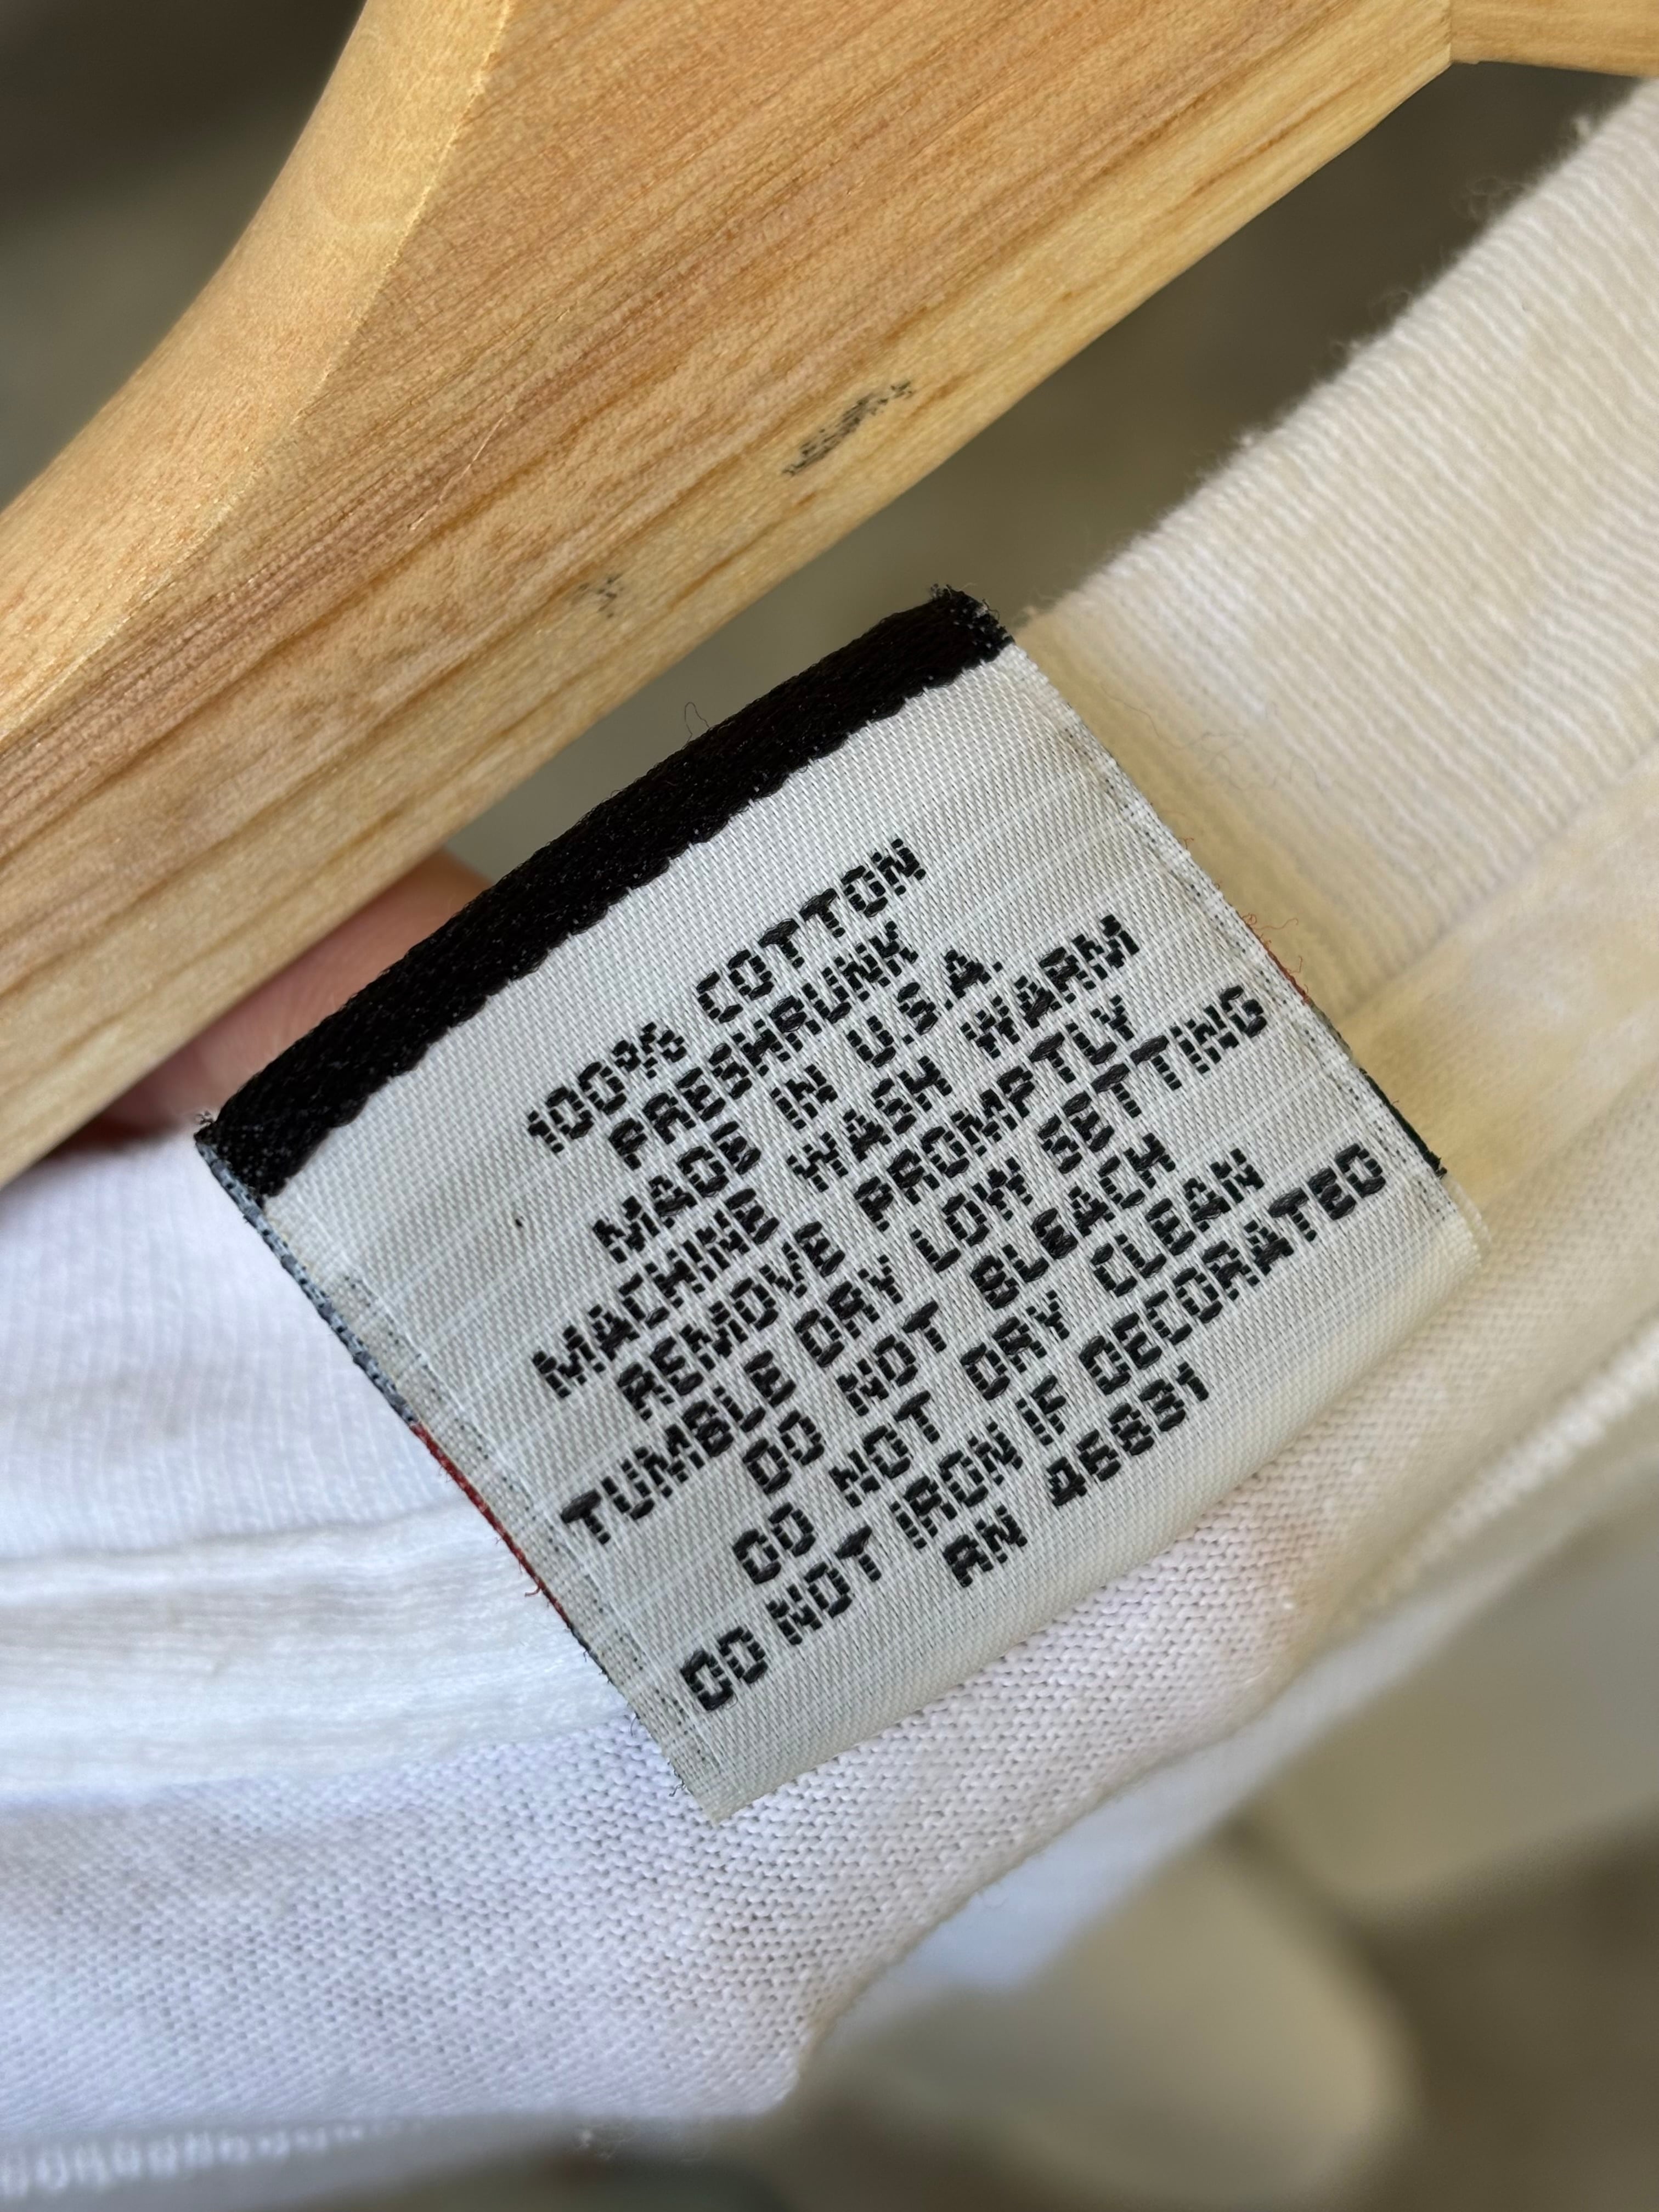 100% COTTON
PRESHRUNK
MADE IN U.S.A.
MACHINE WASH WARM
REMOVE PROMPTLY
TUMBLE DRY LOW SETTING
DO NOT BLEACH
DO NOT DRY CLEAN
DO NOT IRON IF DECORATED
RN 46831